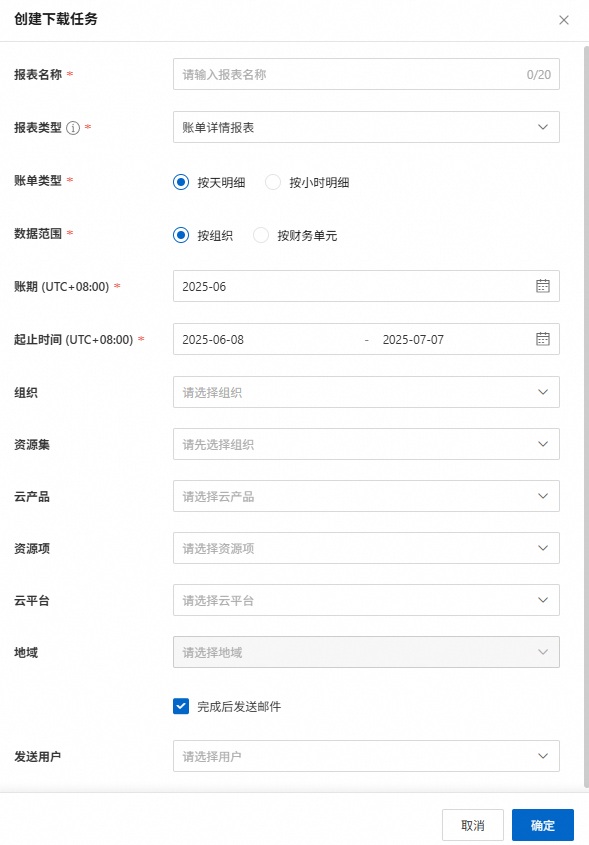 创建下载任务
报表名称 * 请输入报表名称 0/20
报表类型 * 账单详情报表
账单类型 * 按天明细 按小时明细
数据范围 * 按组织 按财务单元
账期 (UTC+08:00) * 2025-06
起止时间 (UTC+08:00) * 2025-06-08 - 2025-07-07
组织 请选择组织
资源集 请先选择组织
云产品 请选择云产品
资源项 请选择资源项
云平台 请选择云平台
地域 请选择地域
完成后发送邮件
发送用户 请选择用户
取消 确定